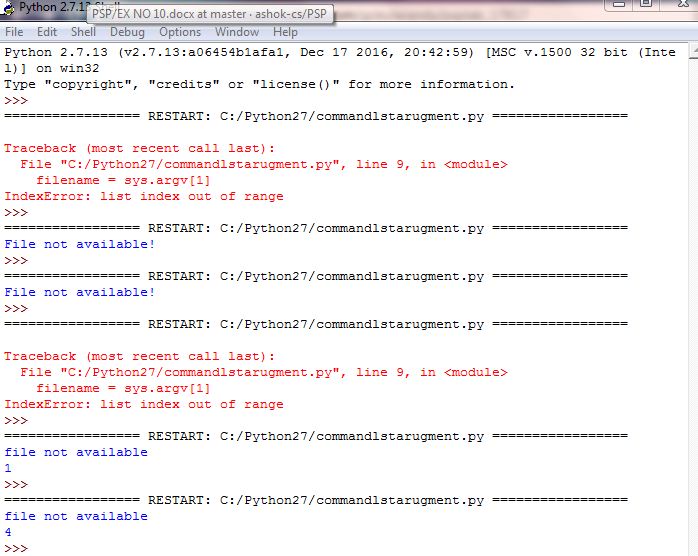 Python 2.7.13 Shell
PSP/EX NO 10.docx at master · ashok-cs/PSP
File Edit Shell Debug Options Window Help
Python 2.7.13 (v2.7.13:a06454b1afa1, Dec 17 2016, 20:42:59) [MSC v.1500 32 bit (Inte
l)] on win32
Type "copyright", "credits" or "license()" for more information.
>>>
================= RESTART: C:/Python27/commandlstarugment.py =================

Traceback (most recent call last):
  File "C:/Python27/commandlstarugment.py", line 9, in <module>
    filename = sys.argv[1]
IndexError: list index out of range
>>>
================= RESTART: C:/Python27/commandlstarugment.py =================
File not available!
>>>
================= RESTART: C:/Python27/commandlstarugment.py =================
File not available!
>>>
================= RESTART: C:/Python27/commandlstarugment.py =================

Traceback (most recent call last):
  File "C:/Python27/commandlstarugment.py", line 9, in <module>
    filename = sys.argv[1]
IndexError: list index out of range
>>>
================= RESTART: C:/Python27/commandlstarugment.py =================
file not available
1
>>>
================= RESTART: C:/Python27/commandlstarugment.py =================
file not available
4
>>>